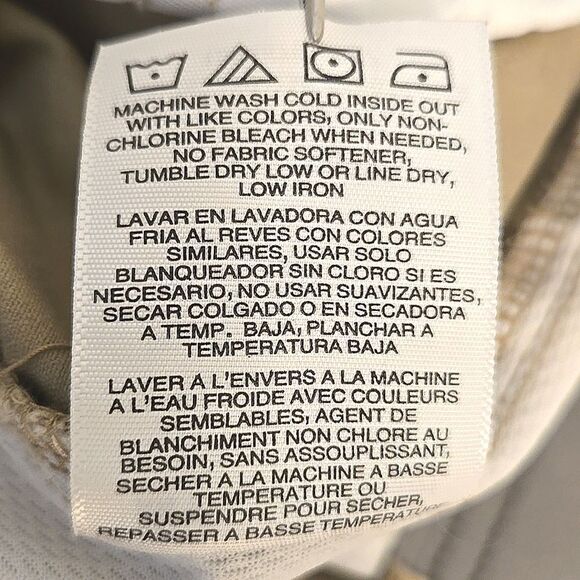 MACHINE WASH COLD INSIDE OUT
WITH LIKE COLORS, ONLY NON-
CHLORINE BLEACH WHEN NEEDED,
NO FABRIC SOFTENER,
TUMBLE DRY LOW OR LINE DRY,
LOW IRON
LAVAR EN LAVADORA CON AGUA
FRIA AL REVES CON COLORES
SIMILARES, USAR SOLO
BLANQUEADOR SIN CLORO SI ES
NECESARIO, NO USAR SUAVIZANTES,
SECAR COLGADO O EN SECADORA
A TEMP. BAJA, PLANCHAR A
TEMPERATURA BAJA
LAVER A L'ENVERS A LA MACHINE
A L'EAU FROIDE AVEC COULEURS
SEMBLABLES, AGENT DE
BLANCHIMENT NON CHLORE AU
BESOIN, SANS ASSOUPLISSANT,
SECHER A LA MACHINE A BASSE
TEMPERATURE OU
SUSPENDRE POUR SECHER,
REPASSER A BASSE TEMPERATURE